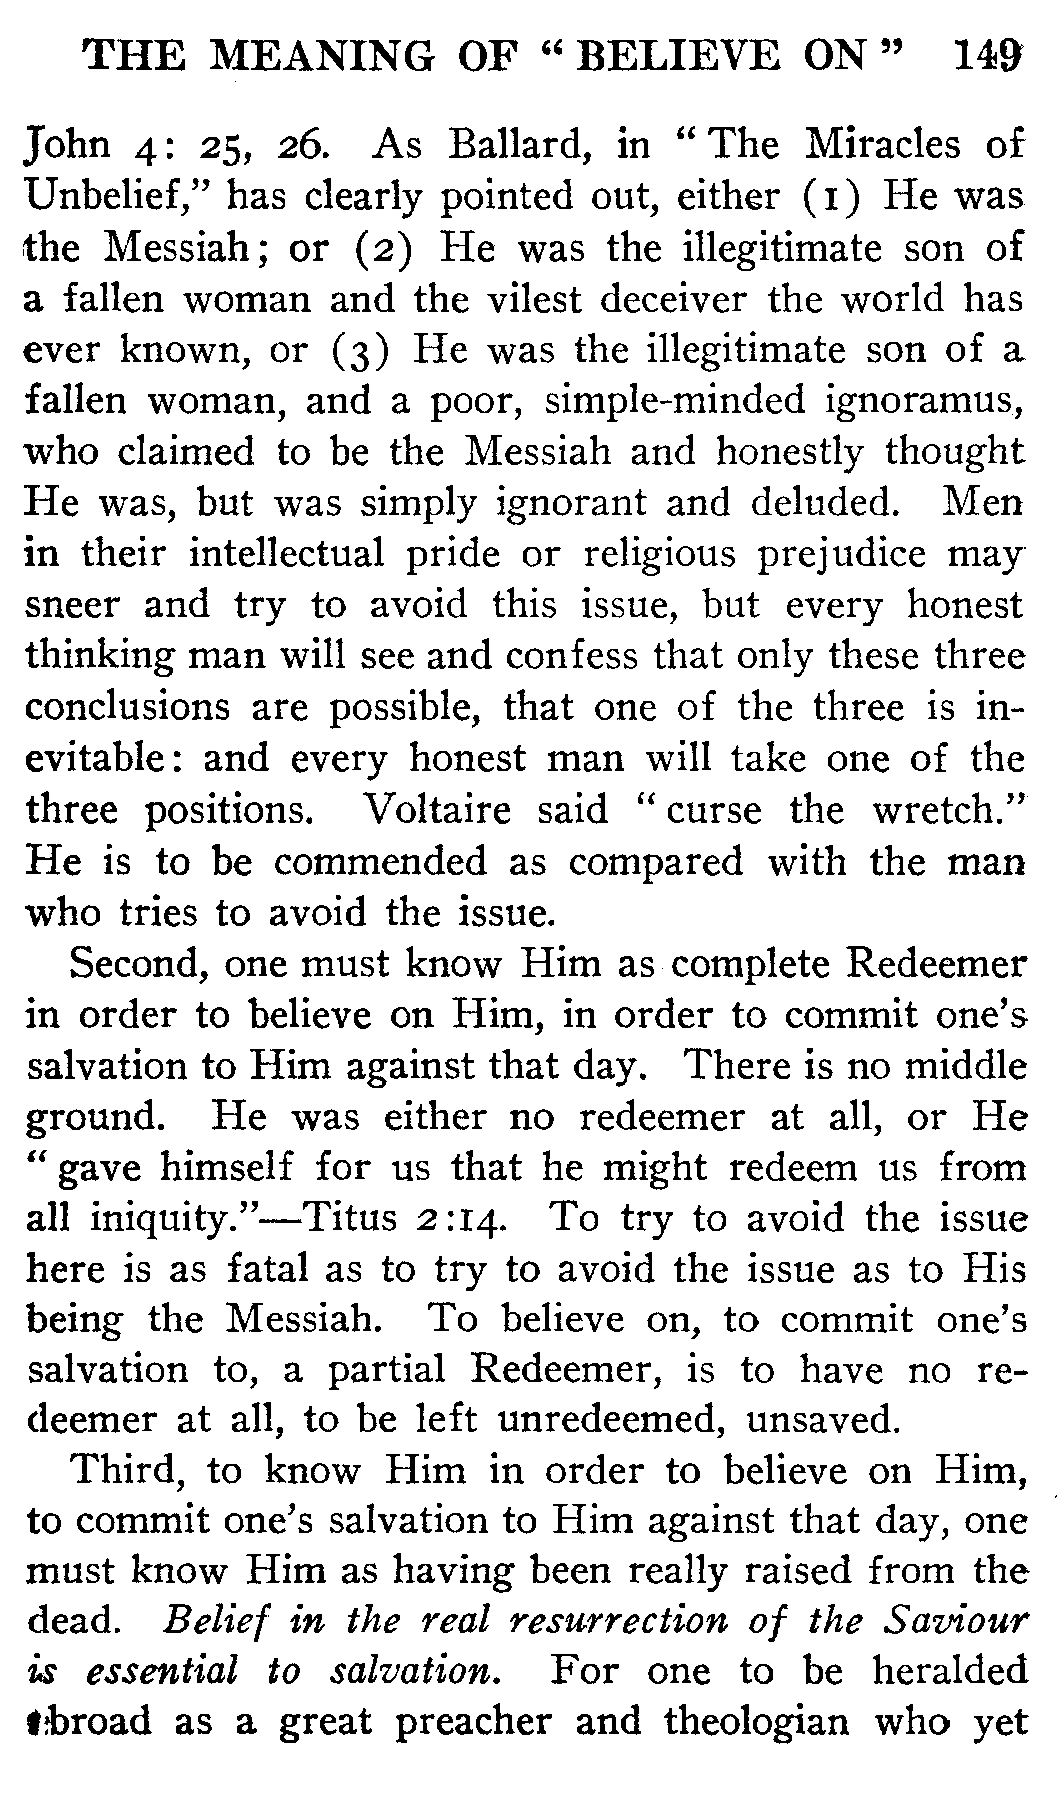 THE MEANING OF “ BELIEVE ON ” 149
John 4: 25, 26. As Ballard, in “ The Miracles of
Unbelief,” has clearly pointed out, either (1) He was
the Messiah; or (2) He was the illegitimate son of
a fallen woman and the vilest deceiver the world has
ever known, or (3) He was the illegitimate son of a
fallen woman, and a poor, simple-minded ignoramus,
who claimed to be the Messiah and honestly thought
He was, but was simply ignorant and deluded. Men
in their intellectual pride or religious prejudice may
sneer and try to avoid this issue, but every honest
thinking man will see and confess that only these three
conclusions are possible, that one of the three is in-
evitable: and every honest man will take one of the
three positions. Voltaire said “ curse the wretch.”
He is to be commended as compared with the man
who tries to avoid the issue.
Second, one must know Him as complete Redeemer
in order to believe on Him, in order to commit one’s
salvation to Him against that day. There is no middle
ground. He was either no redeemer at all, or He
“ gave himself for us that he might redeem us from
all iniquity.”—Titus 2:14. To try to avoid the issue
here is as fatal as to try to avoid the issue as to His
being the Messiah. To believe on, to commit one’s
salvation to, a partial Redeemer, is to have no re-
deemer at all, to be left unredeemed, unsaved.
Third, to know Him in order to believe on Him,
to commit one’s salvation to Him against that day, one
must know Him as having been really raised from the
dead. Belief in the real resurrection of the Saviour
is essential to salvation. For one to be heralded
abroad as a great preacher and theologian who yet